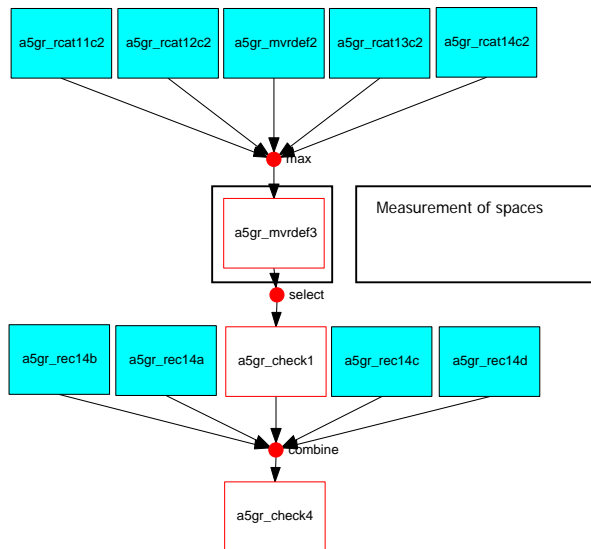 a5gr_rcat11c2 a5gr_rcat12c2 a5gr_mvrdef2 a5gr_rcat13c2 a5gr_rcat14c2
max
Measurement of spaces
a5gr_mvrdef3
select
a5gr_rec14b a5gr_rec14a a5gr_check1 a5gr_rec14c a5gr_rec14d
combine
a5gr_check4